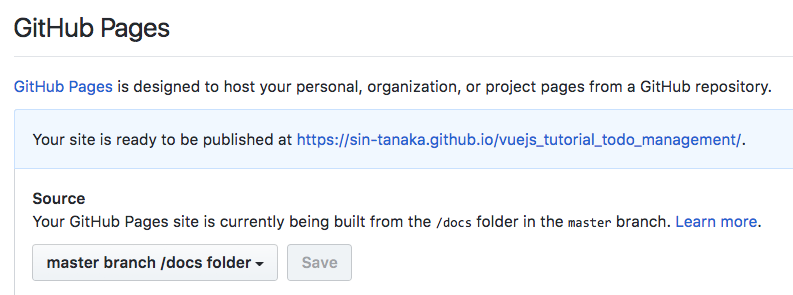 GitHub Pages
GitHub Pages is designed to host your personal, organization, or project pages from a GitHub repository.
Your site is ready to be published at https://sin-tanaka.github.io/vuejs_tutorial_todo_management/.
Source
Your GitHub Pages site is currently being built from the /docs folder in the master branch. Learn more.
master branch /docs folder Save